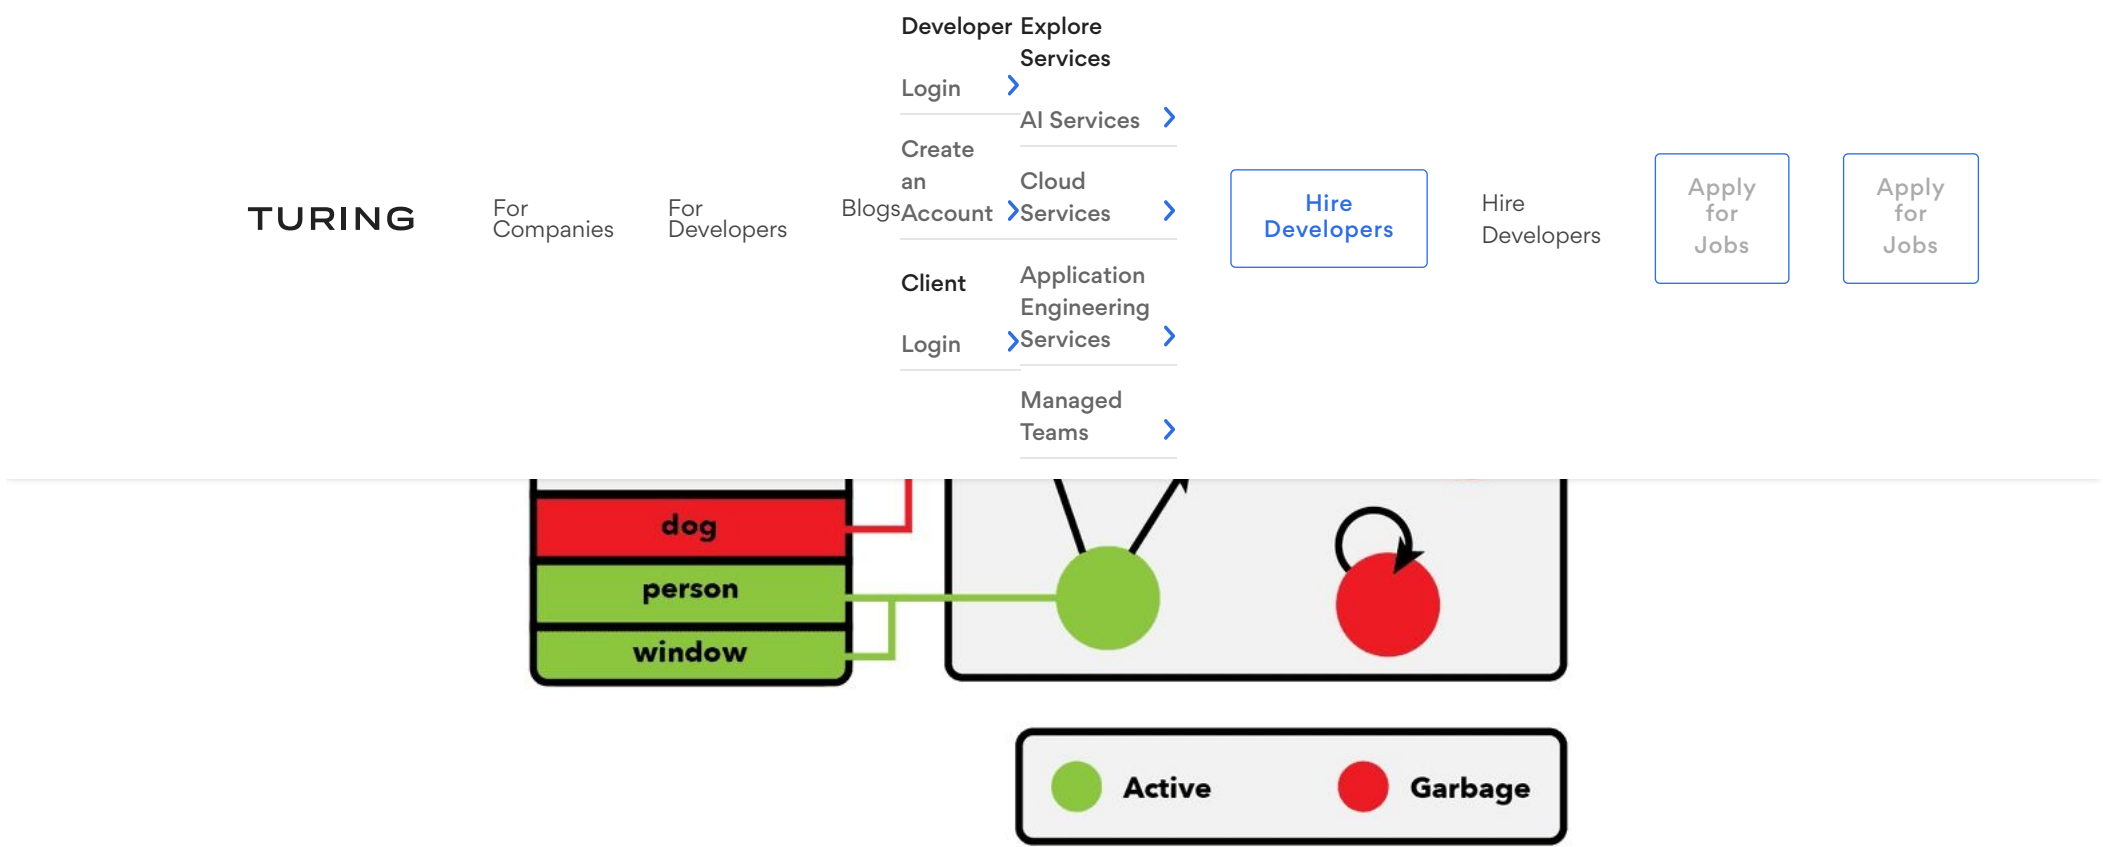 TURING
For
Companies
For
Developers
Blogs
Developer
Login
Create
an
Account
Client
Login
Explore
Services
AI Services
Cloud
Services
Application
Engineering
Services
Managed
Teams
Hire
Developers
Hire
Developers
Apply
for
Jobs
Apply
for
Jobs
dog
person
window
Active
Garbage